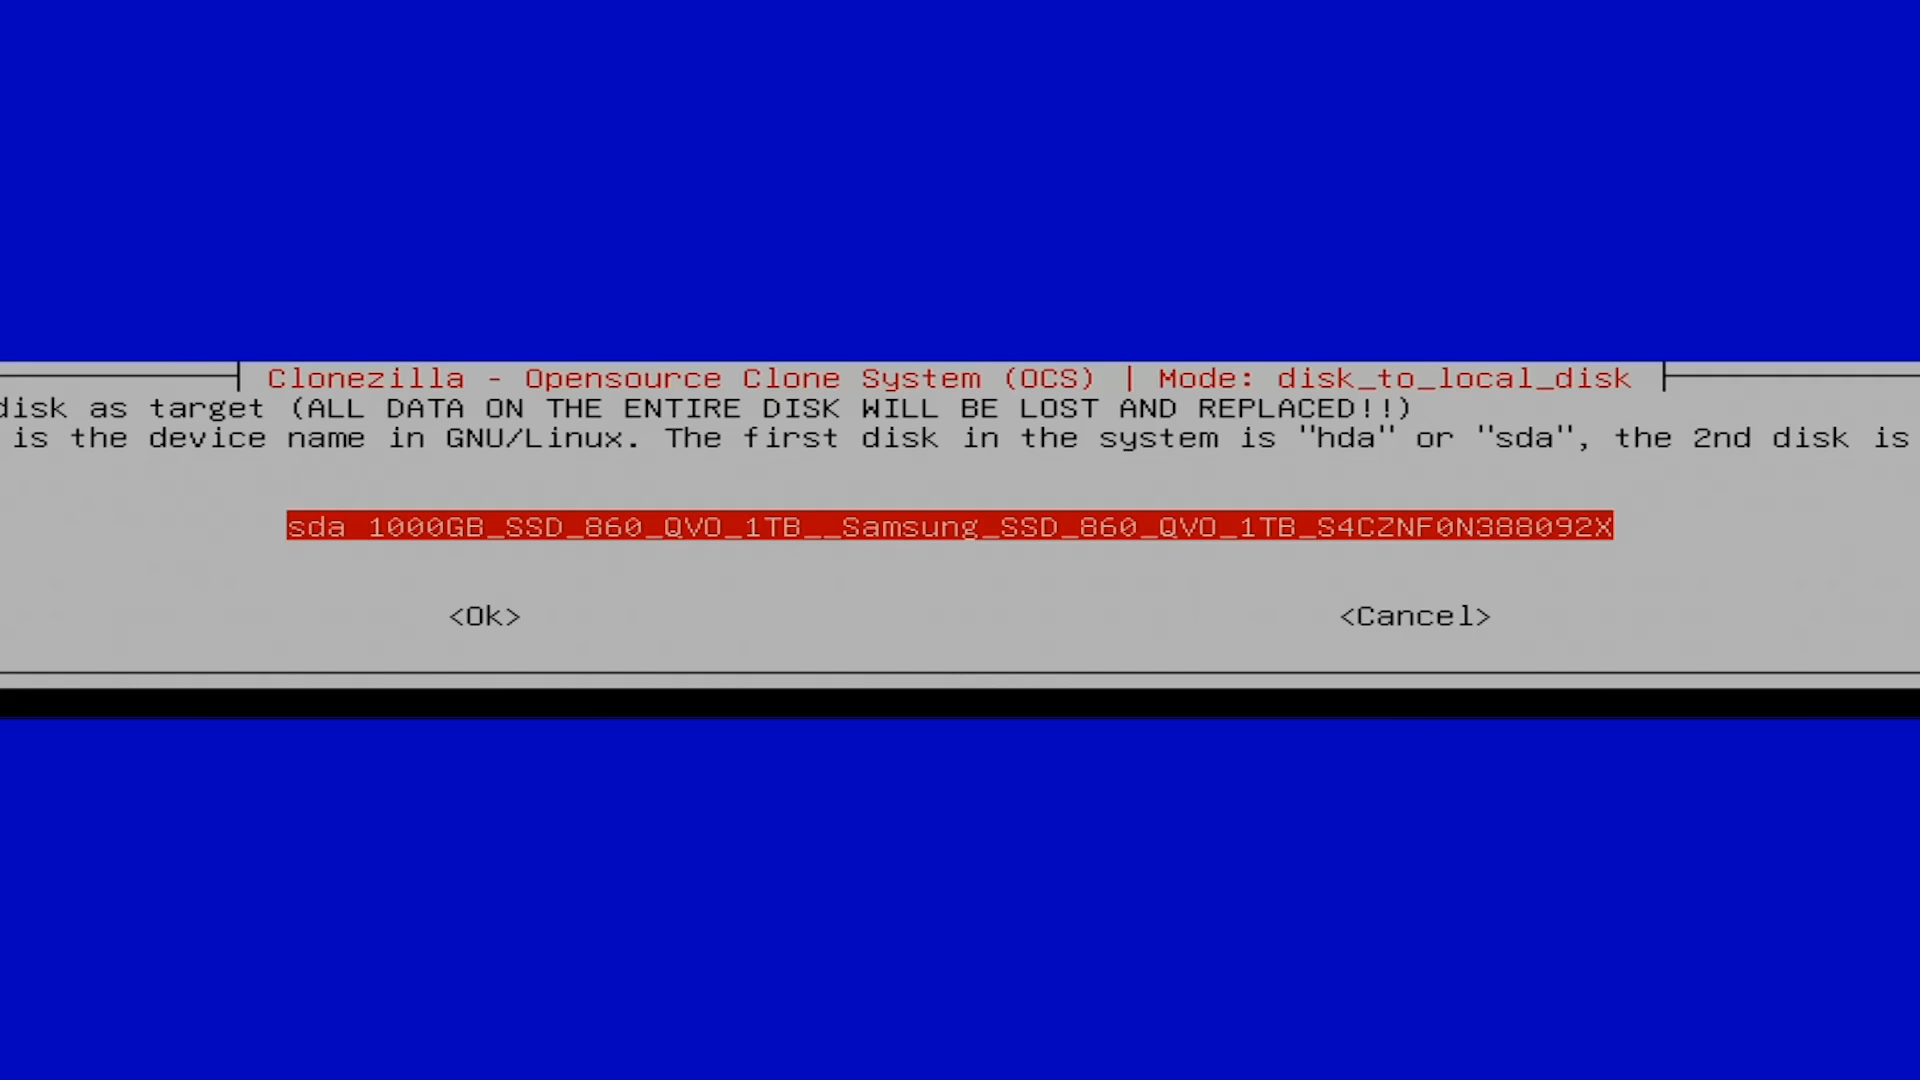 Clonezilla - Opensource Clone System (OCS) | Mode: disk_to_local_disk
disk as target (ALL DATA ON THE ENTIRE DISK WILL BE LOST AND REPLACED!!)
is the device name in GNU/Linux. The first disk in the system is "hda" or "sda", the 2nd disk is
sda 1000GB_SSD_860_QVO_1TB__Samsung_SSD_860_QVO_1TB_S4CZNF0N388092X
<Ok> <Cancel>